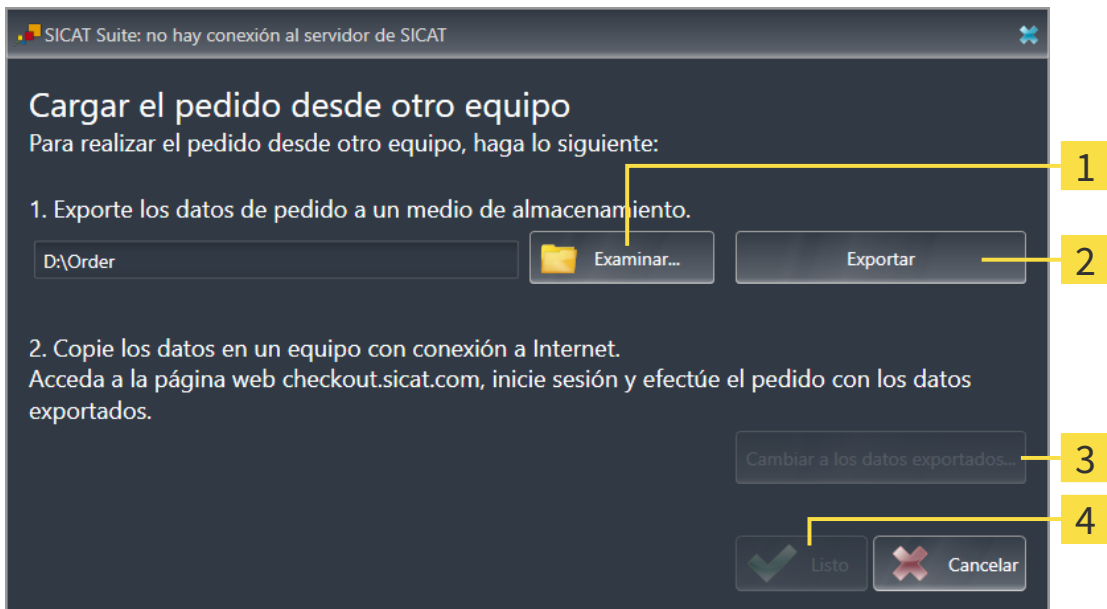 SICAT Suite: no hay conexión al servidor de SICAT
Cargar el pedido desde otro equipo
Para realizar el pedido desde otro equipo, haga lo siguiente:
1
1. Exporte los datos de pedido a un medio de almacenamiento.
D:\Order
Examinar...
Exportar
2
2. Copie los datos en un equipo con conexión a Internet.
Acceda a la página web checkout.sicat.com, inicie sesión y efectúe el pedido con los datos
exportados.
Cambiar a los datos exportados...
3
4
Listo
Cancelar